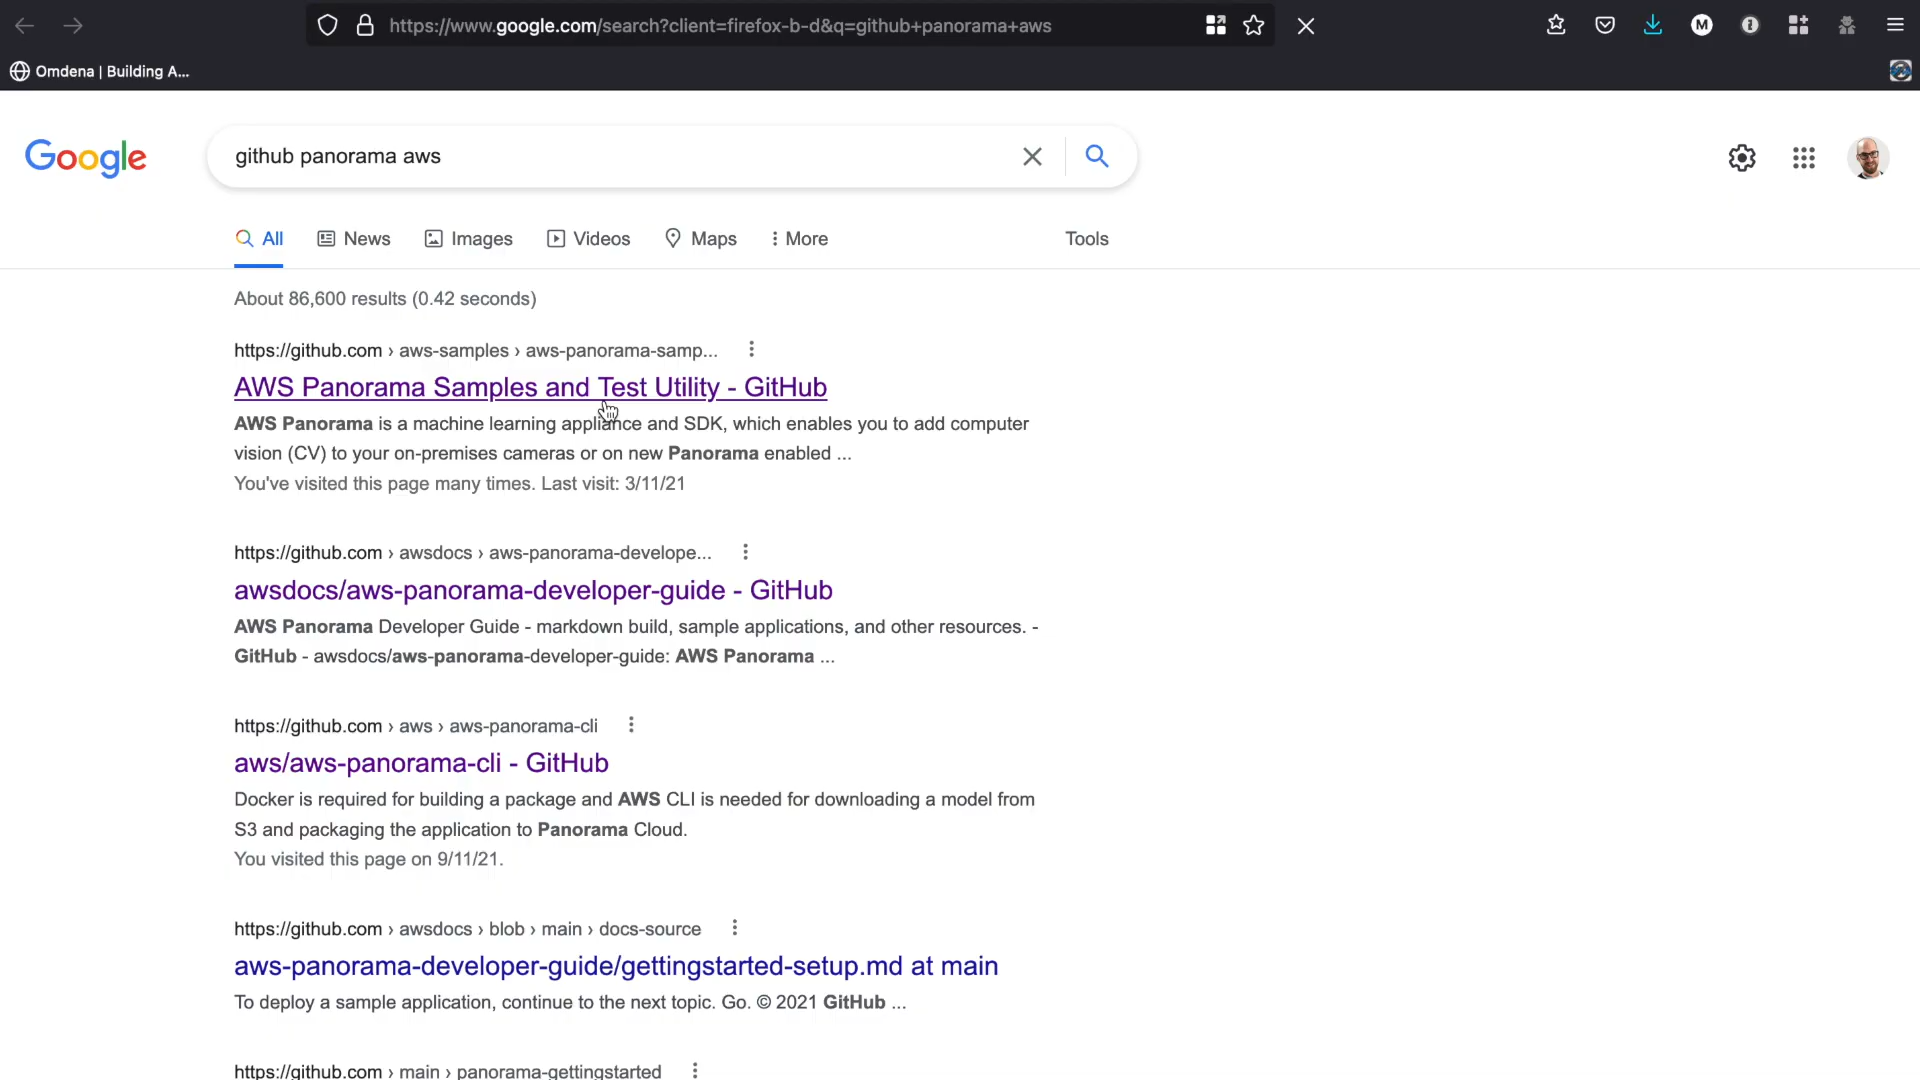 https://www.google.com/search?client=firefox-b-d&q=github+panorama+aws
M
Omdena | Building A...
Google
github panorama aws
All
News
Images
Videos
Maps
More
Tools
About 86,600 results (0.42 seconds)
https://github.com › aws-samples › aws-panorama-samp...
AWS Panorama Samples and Test Utility - GitHub
AWS Panorama is a machine learning appliance and SDK, which enables you to add computer
vision (CV) to your on-premises cameras or on new Panorama enabled ...
You've visited this page many times. Last visit: 3/11/21
https://github.com › awsdocs › aws-panorama-develope...
awsdocs/aws-panorama-developer-guide - GitHub
AWS Panorama Developer Guide - markdown build, sample applications, and other resources. -
GitHub - awsdocs/aws-panorama-developer-guide: AWS Panorama ...
https://github.com › aws › aws-panorama-cli
aws/aws-panorama-cli - GitHub
Docker is required for building a package and AWS CLI is needed for downloading a model from
S3 and packaging the application to Panorama Cloud.
You visited this page on 9/11/21.
https://github.com › awsdocs › blob › main › docs-source
aws-panorama-developer-guide/gettingstarted-setup.md at main
To deploy a sample application, continue to the next topic. Go. © 2021 GitHub ...
https://github.com › main › panorama-gettingstarted